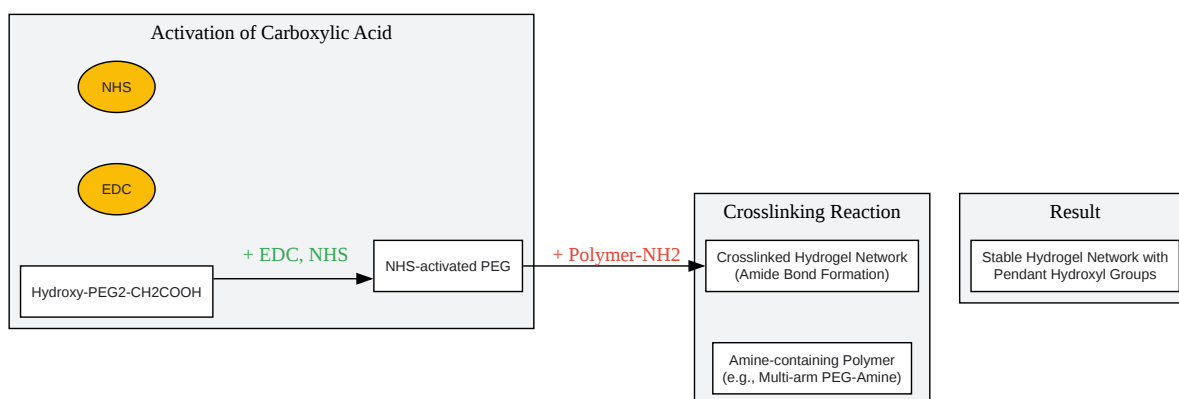 Activation of Carboxylic Acid
NHS
EDC
+ EDC, NHS
Hydroxy-PEG2-CH2COOH
NHS-activated PEG
+ Polymer-NH2
Crosslinking Reaction
Crosslinked Hydrogel Network
(Amide Bond Formation)
Amine-containing Polymer
(e.g., Multi-arm PEG-Amine)
Result
Stable Hydrogel Network with
Pendant Hydroxyl Groups